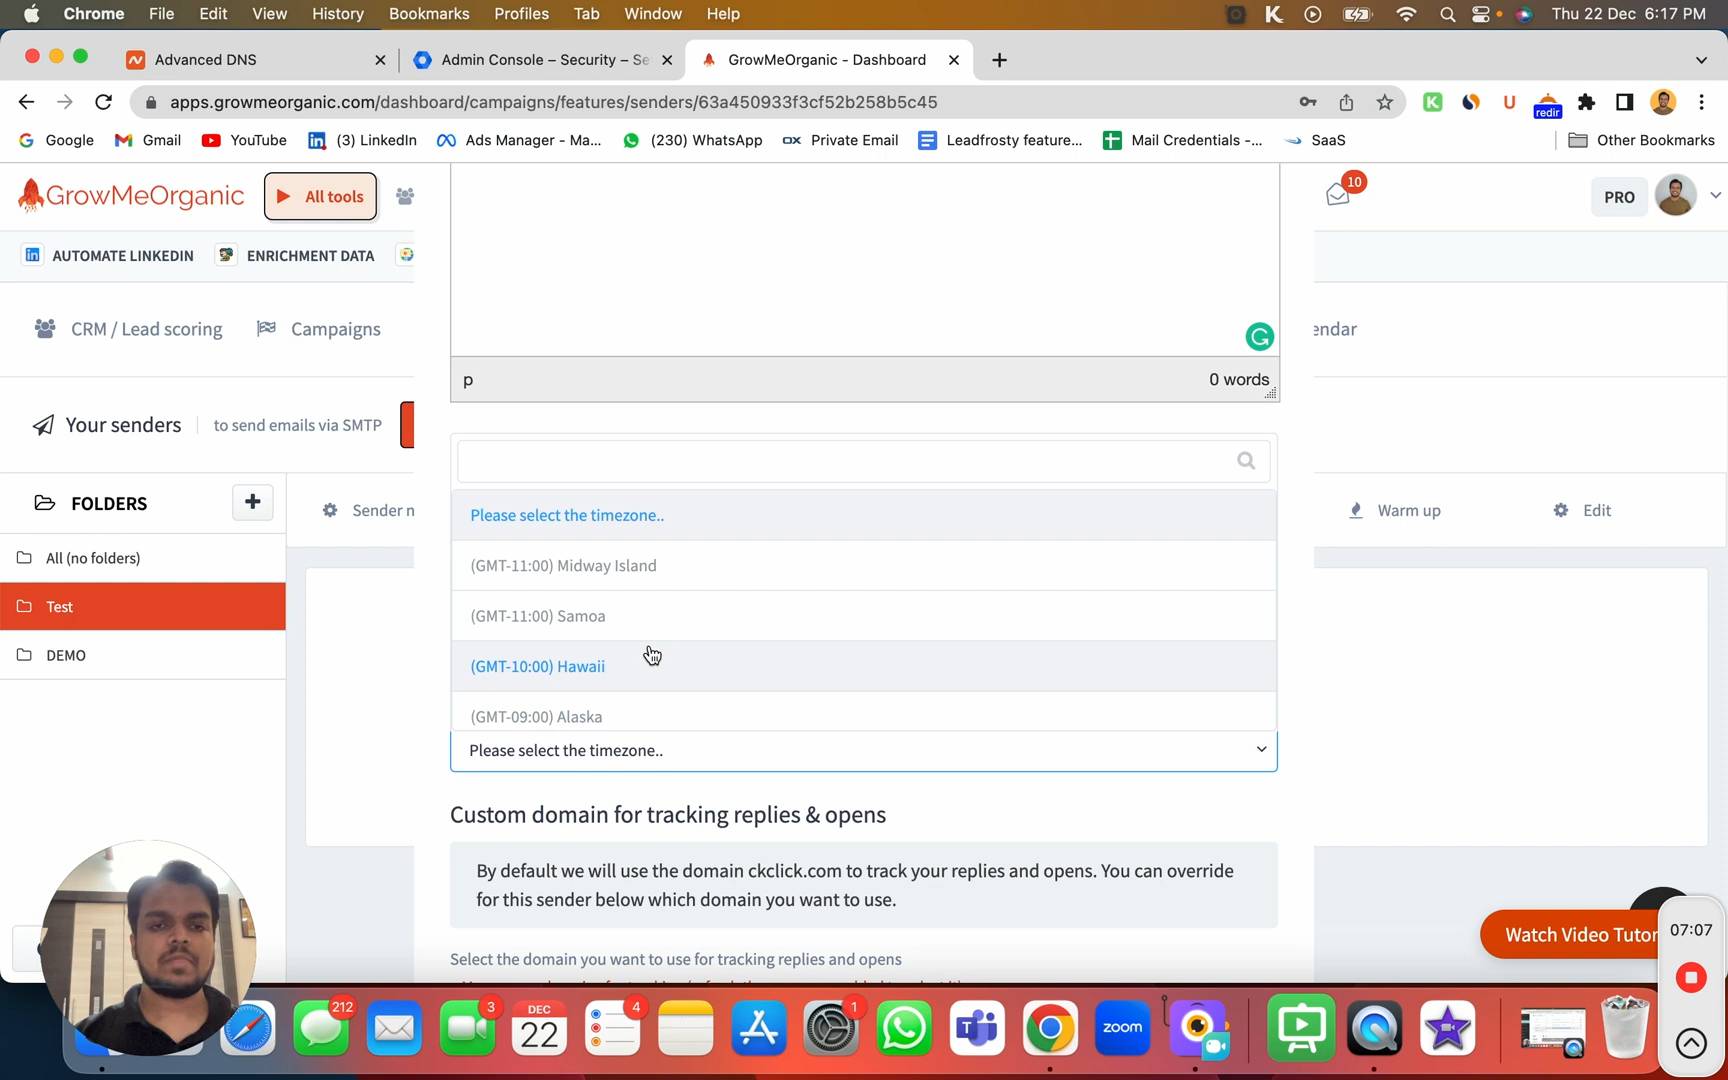 Chrome File Edit View History Bookmarks Profiles Tab Window Help Thu 22 Dec 6:17 PM
Advanced DNS Admin Console – Security – Se GrowMeOrganic - Dashboard
apps.growmeorganic.com/dashboard/campaigns/features/senders/63a450933f3cf52b258b5c45
redir
Google Gmail YouTube (3) LinkedIn Ads Manager - Ma... (230) WhatsApp Private Email Leadfrosty feature... Mail Credentials -... SaaS Other Bookmarks
GrowMeOrganic All tools 10 PRO
AUTOMATE LINKEDIN ENRICHMENT DATA
CRM / Lead scoring Campaigns endar
p 0 words
Your senders to send emails via SMTP
FOLDERS +
Sender n Warm up Edit
Please select the timezone..
All (no folders)
(GMT-11:00) Midway Island
Test
(GMT-11:00) Samoa
DEMO
(GMT-10:00) Hawaii
(GMT-09:00) Alaska
Please select the timezone..
Custom domain for tracking replies & opens
By default we will use the domain ckclick.com to track your replies and opens. You can override
for this sender below which domain you want to use.
Select the domain you want to use for tracking replies and opens
Watch Video Tutor
07:07
212 3 DEC 22 4 1 zoom